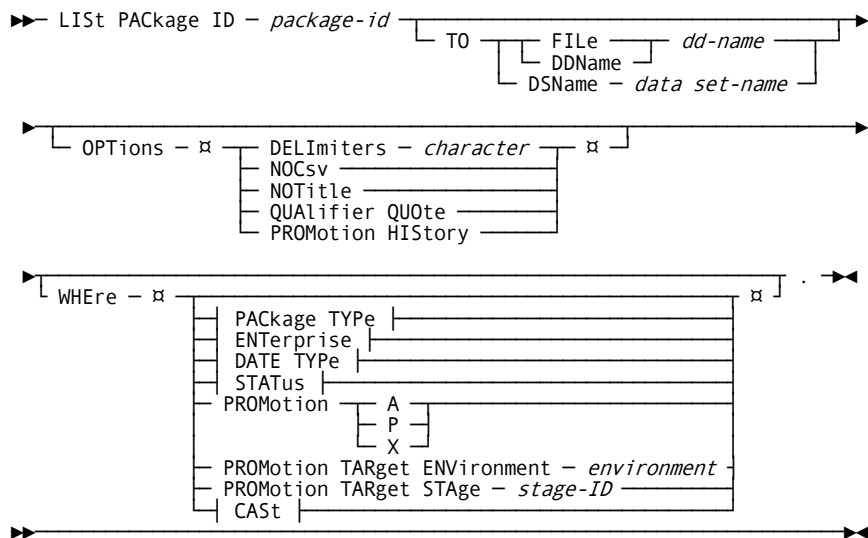 LISt PACkage ID – package-id
TO FILe dd-name
DDName
DSName – data set-name
OPTions – ¤ DELImiters – character ¤
NOCsv
NOTitle
QUAlifier QUOte
PROMotion HIStory
WHEre – ¤ ¤ .
PACkage TYPe
ENTerprise
DATE TYPe
STATus
PROMotion A
P
X
PROMotion TARget ENVironment – environment
PROMotion TARget STAge – stage-ID
CASt